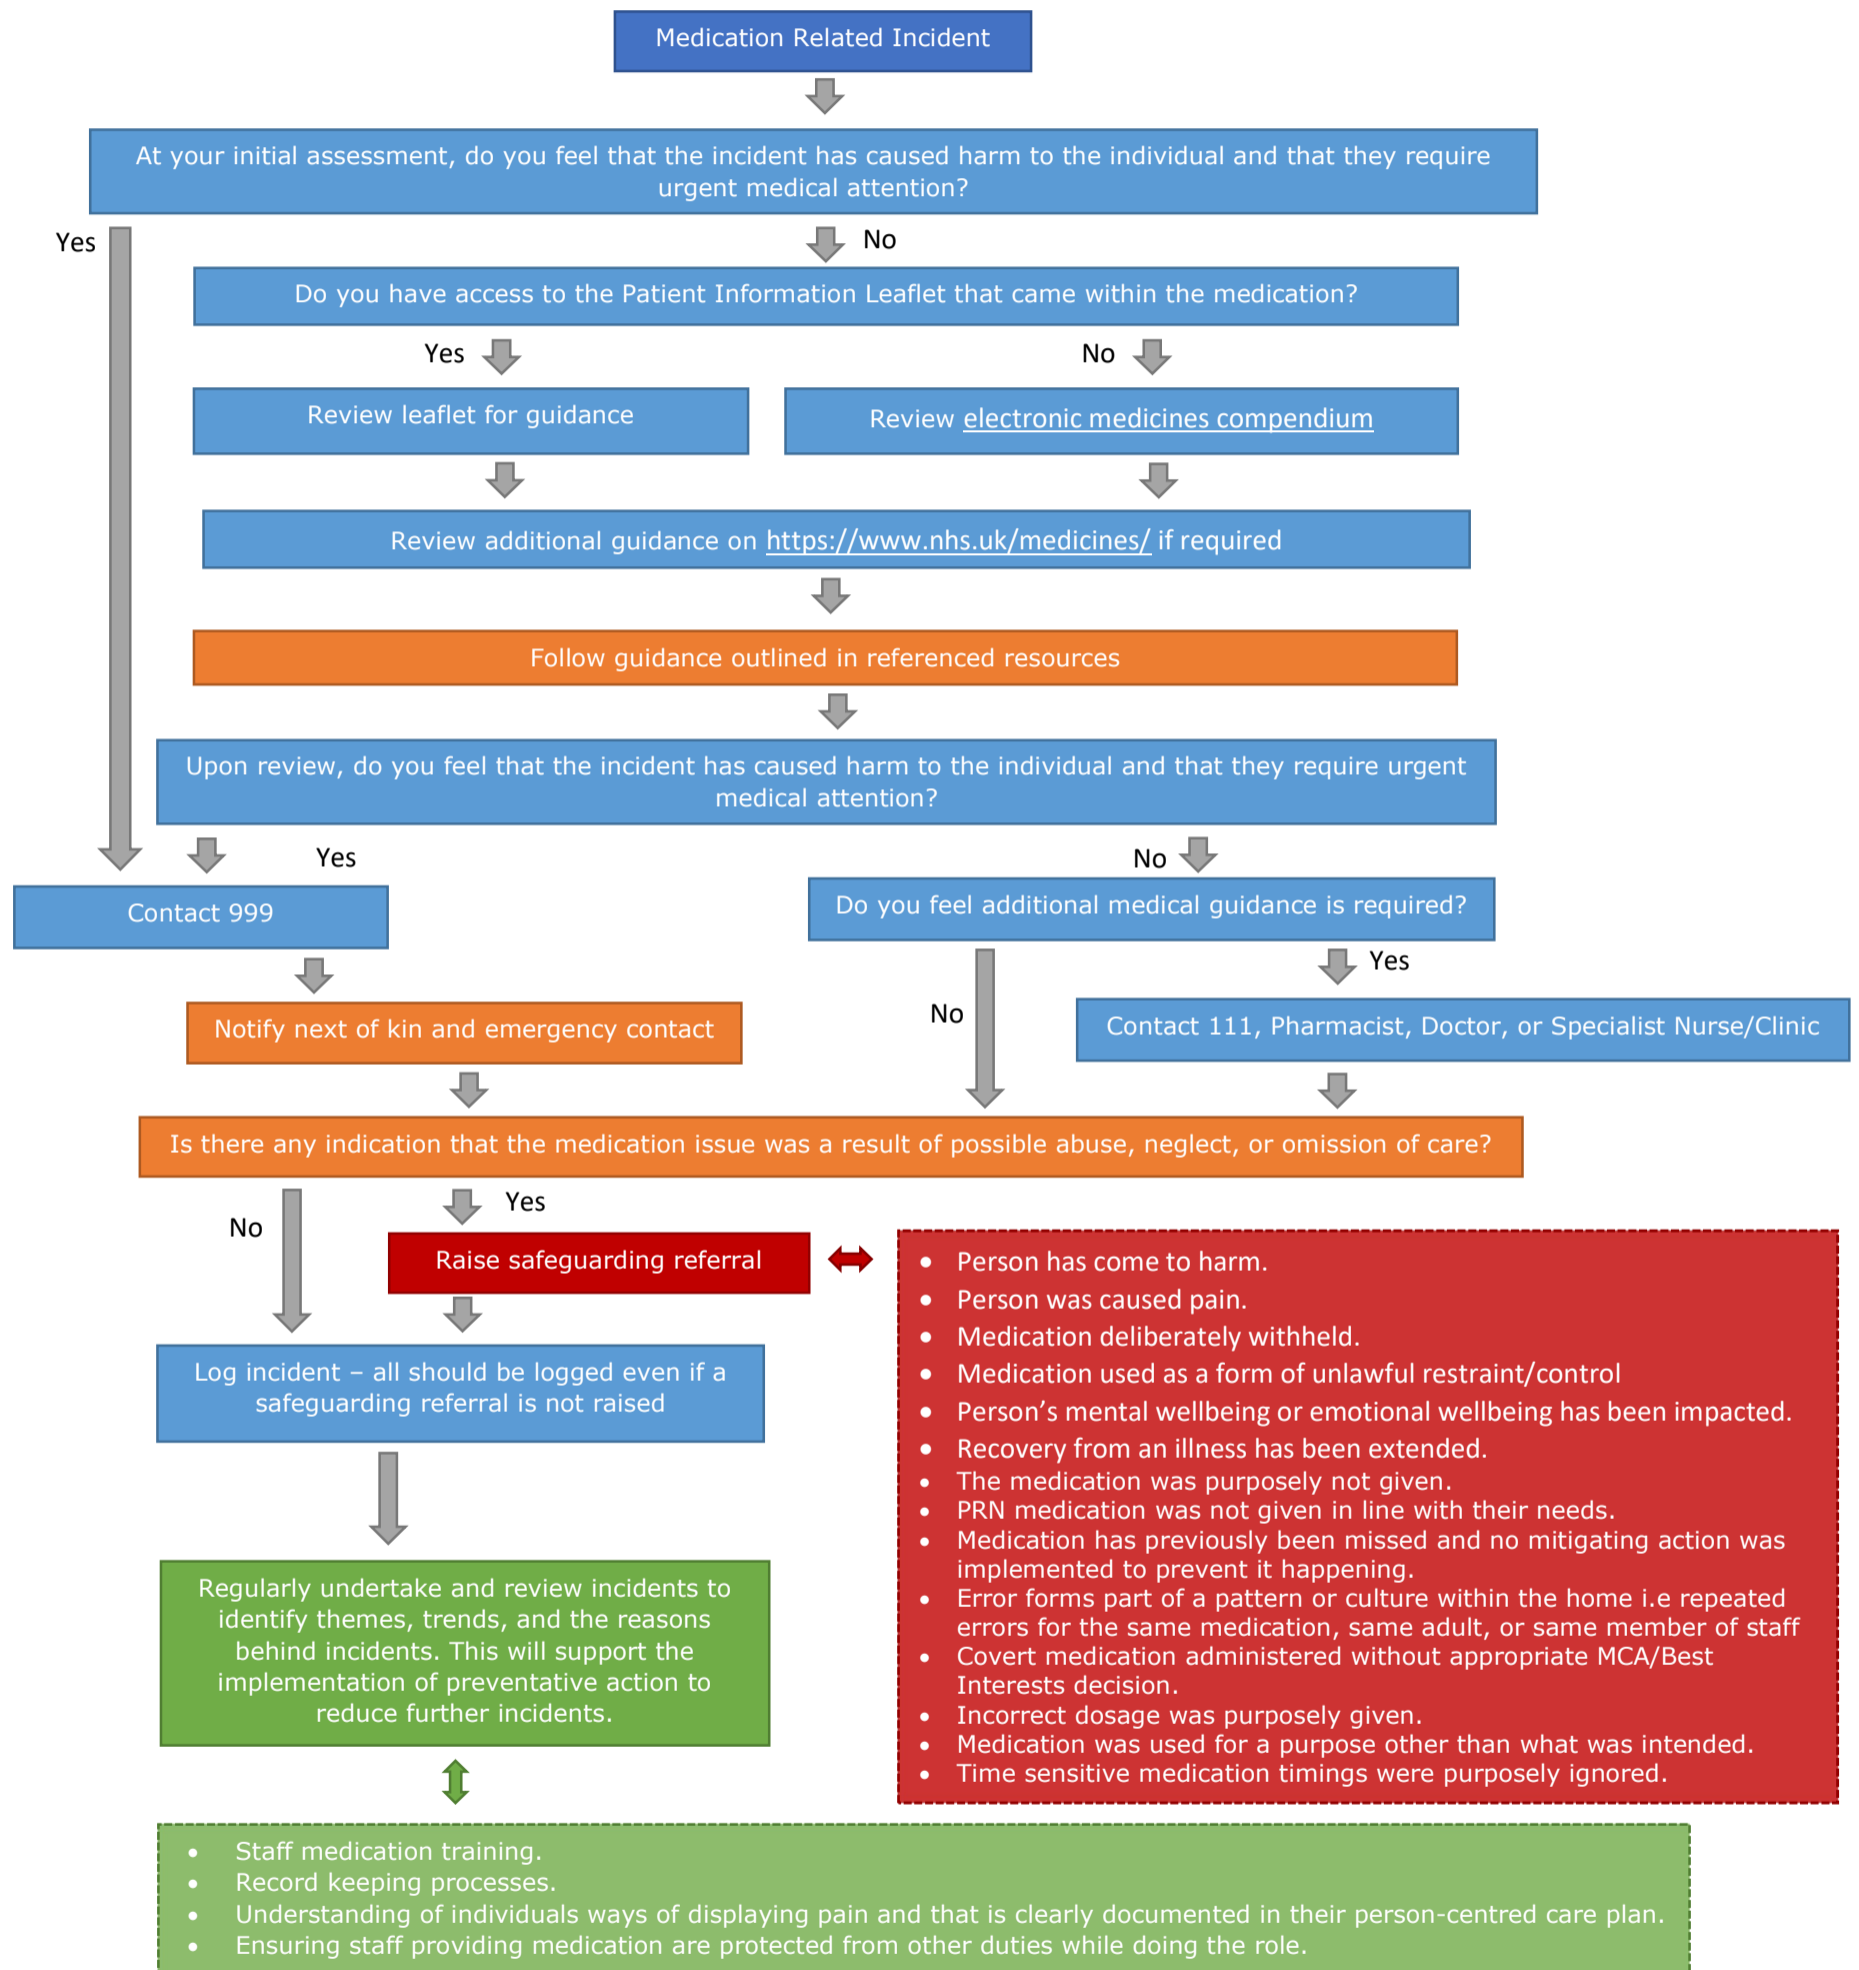 Medication Related Incident
At your initial assessment, do you feel that the incident has caused harm to the individual and that they require
urgent medical attention?
Yes
No
Do you have access to the Patient Information Leaflet that came within the medication?
Yes
No
Review leaflet for guidance
Review electronic medicines compendium
Review additional guidance on https://www.nhs.uk/medicines/ if required
Follow guidance outlined in referenced resources
Upon review, do you feel that the incident has caused harm to the individual and that they require urgent
medical attention?
Yes
No
Contact 999
Do you feel additional medical guidance is required?
Yes
No
Notify next of kin and emergency contact
Contact 111, Pharmacist, Doctor, or Specialist Nurse/Clinic
Is there any indication that the medication issue was a result of possible abuse, neglect, or omission of care?
No
Yes
Raise safeguarding referral
• Person has come to harm.
• Person was caused pain.
• Medication deliberately withheld.
• Medication used as a form of unlawful restraint/control
• Person’s mental wellbeing or emotional wellbeing has been impacted.
• Recovery from an illness has been extended.
• The medication was purposely not given.
• PRN medication was not given in line with their needs.
• Medication has previously been missed and no mitigating action was
implemented to prevent it happening.
• Error forms part of a pattern or culture within the home i.e repeated
errors for the same medication, same adult, or same member of staff
• Covert medication administered without appropriate MCA/Best
Interests decision.
• Incorrect dosage was purposely given.
• Medication was used for a purpose other than what was intended.
• Time sensitive medication timings were purposely ignored.
Log incident – all should be logged even if a
safeguarding referral is not raised
Regularly undertake and review incidents to
identify themes, trends, and the reasons
behind incidents. This will support the
implementation of preventative action to
reduce further incidents.
• Staff medication training.
• Record keeping processes.
• Understanding of individuals ways of displaying pain and that is clearly documented in their person-centred care plan.
• Ensuring staff providing medication are protected from other duties while doing the role.